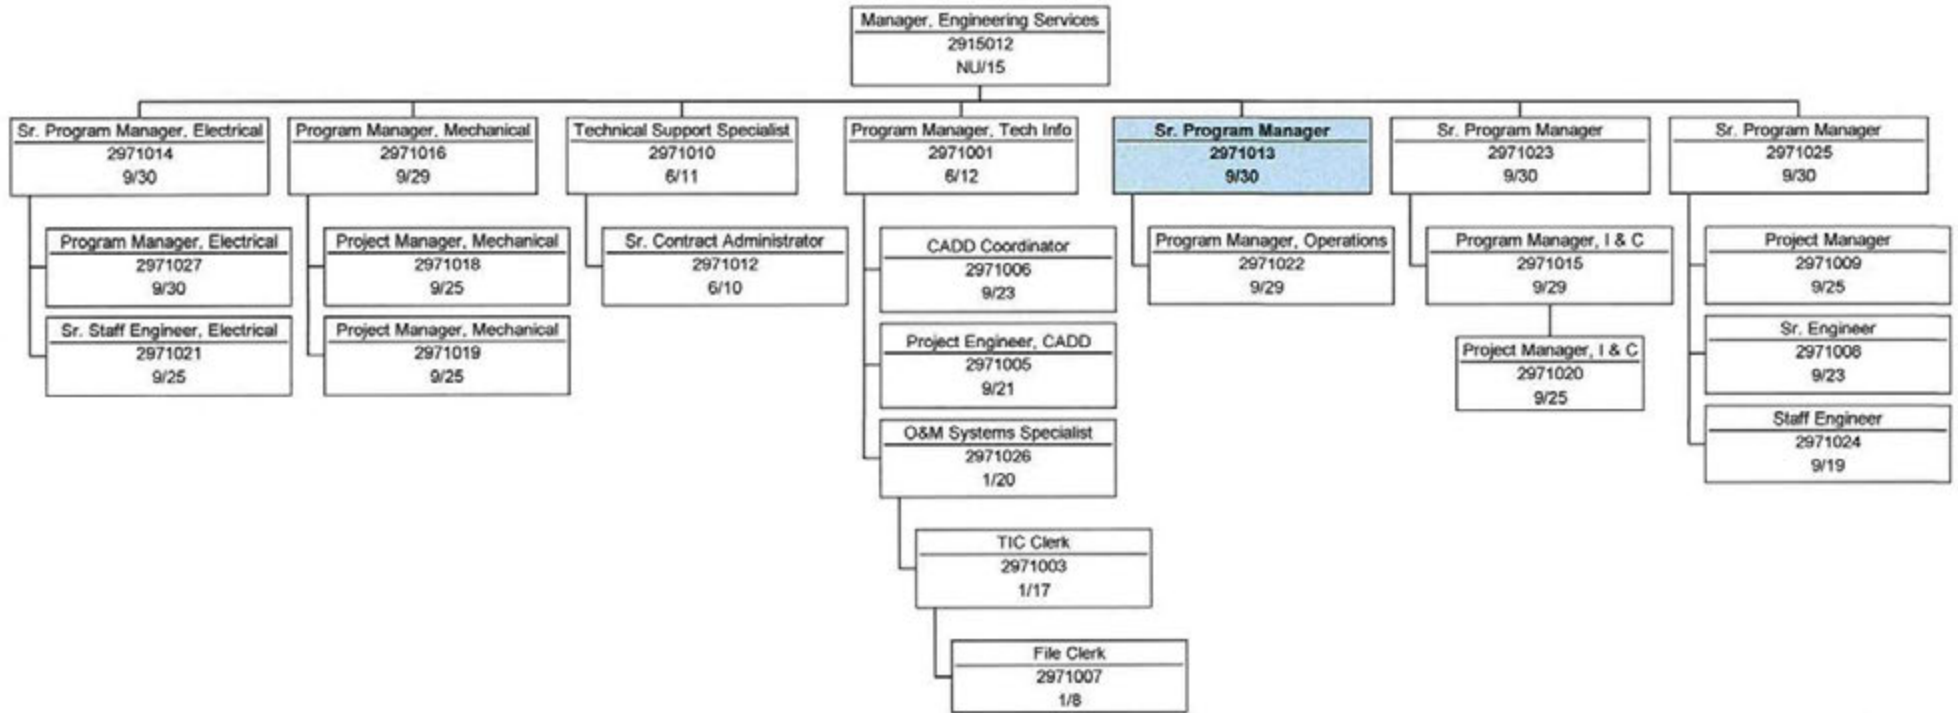 Manager, Engineering Services
2915012
NU/15
Sr. Program Manager, Electrical
2971014
9/30
Program Manager, Mechanical
2971016
9/29
Technical Support Specialist
2971010
6/11
Program Manager, Tech Info
2971001
6/12
Sr. Program Manager
2971013
9/30
Sr. Program Manager
2971023
9/30
Sr. Program Manager
2971025
9/30
Program Manager, Electrical
2971027
9/30
Sr. Staff Engineer, Electrical
2971021
9/25
Project Manager, Mechanical
2971018
9/25
Project Manager, Mechanical
2971019
9/25
Sr. Contract Administrator
2971012
6/10
CADD Coordinator
2971006
9/23
Project Engineer, CADD
2971005
9/21
O&M Systems Specialist
2971026
1/20
TIC Clerk
2971003
1/17
File Clerk
2971007
1/8
Program Manager, Operations
2971022
9/29
Program Manager, I & C
2971015
9/29
Project Manager, I & C
2971020
9/25
Project Manager
2971009
9/25
Sr. Engineer
2971008
9/23
Staff Engineer
2971024
9/19